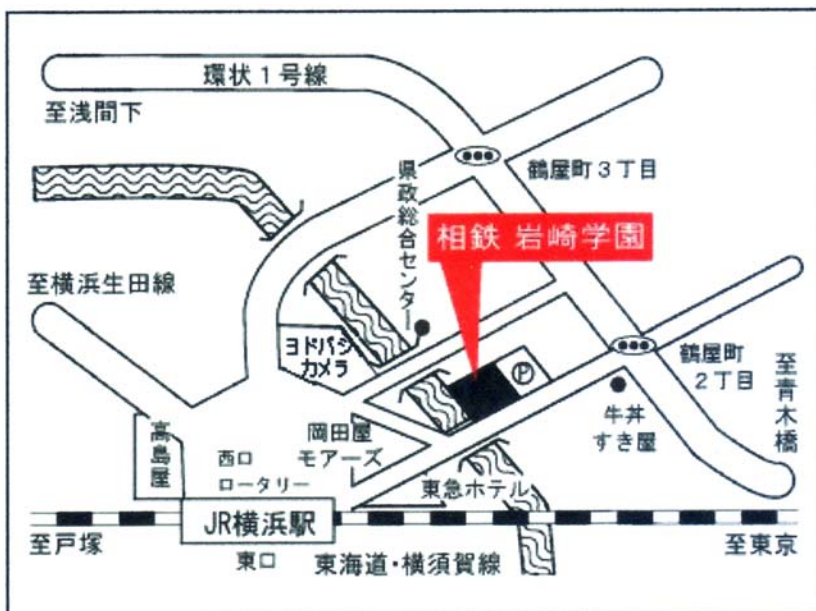 環状1号線
至浅間下
鶴屋町3丁目
県政総合センター
相鉄 岩崎学園
至横浜生田線
ヨドバシ
カメラ
P
鶴屋町
2丁目
至青木橋
牛丼
すき屋
高島屋
岡田屋
モアーズ
西口
ロータリー
東急ホテル
JR横浜駅
至戸塚
東口
東海道・横須賀線
至東京